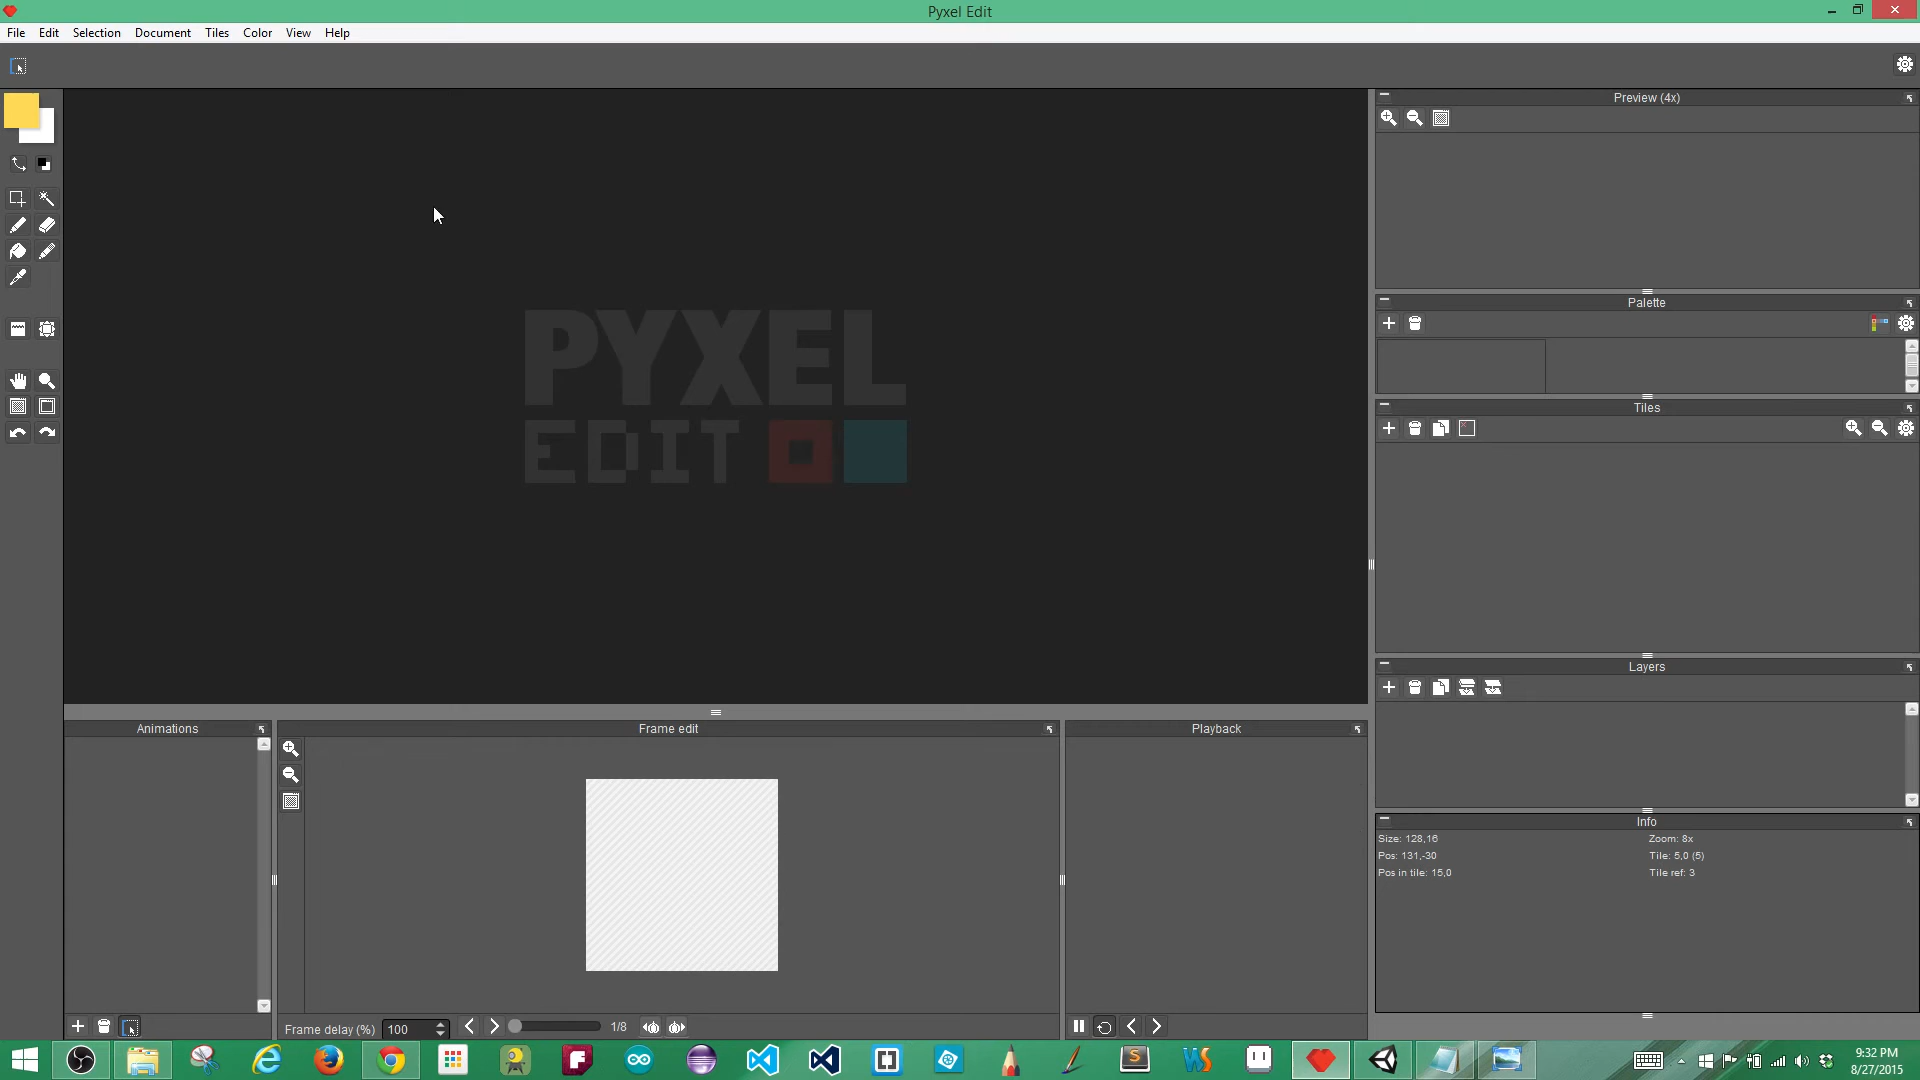 Pyxel Edit
File Edit Selection Document Tiles Color View Help
Preview (4x)
Palette
PYXEL
EDIT
Tiles
Layers
Animations
Frame edit
Playback
Info
Size: 128,16
Zoom: 8x
Pos: 131,-30
Tile: 5,0 (5)
Pos in tile: 15,0
Tile ref: 3
Frame delay (%) 100
1/8
9:32 PM
8/27/2015